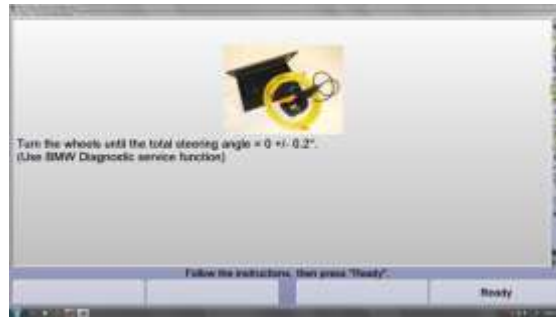 Turn the wheels until the total steering angle = 0 +/- 0.2°.
(Use BMW Diagnostic service function)
Follow the instructions, then press "Ready".
Ready